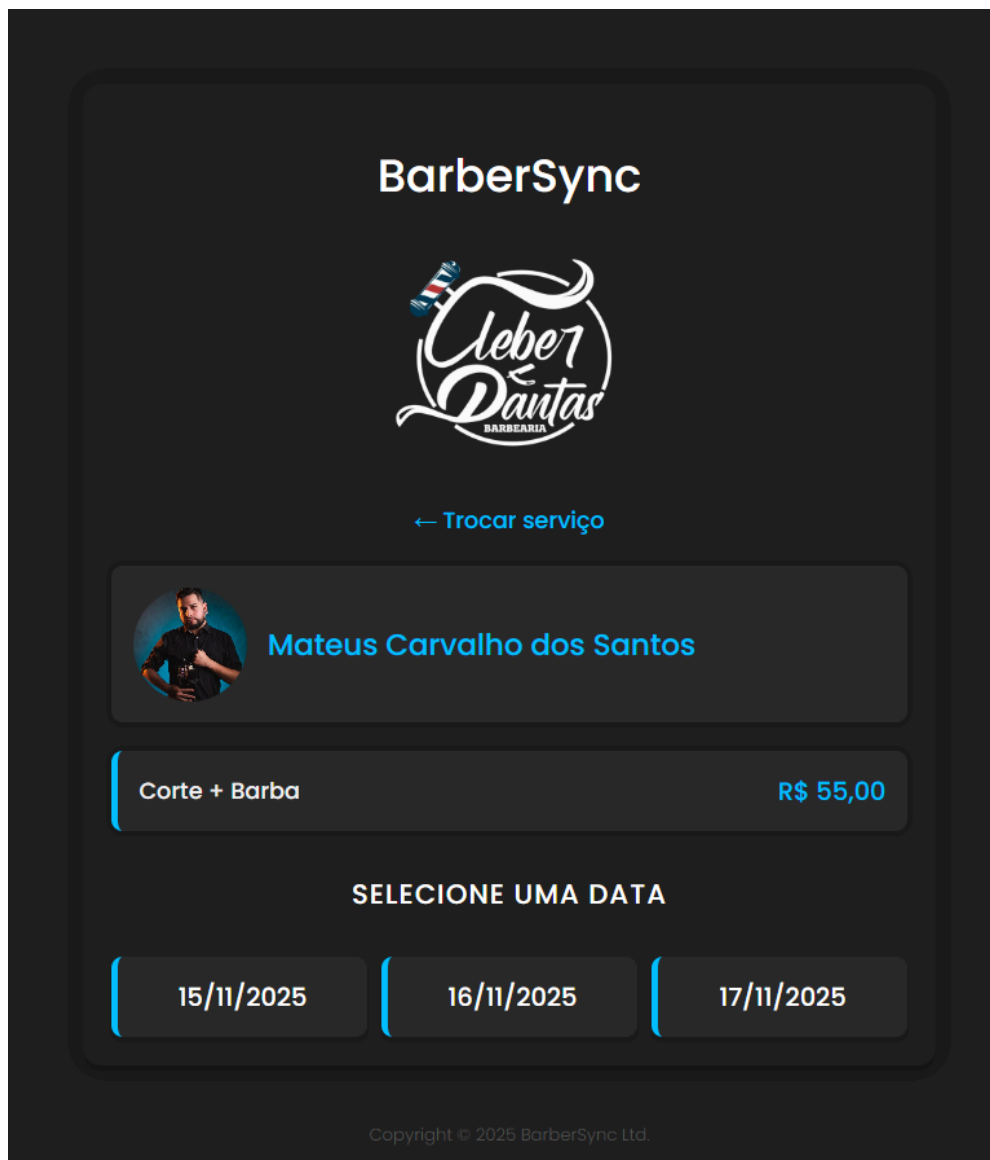 BarberSync
Cleber
Dantas
BARBEARIA
← Trocar serviço
Mateus Carvalho dos Santos
Corte + Barba R$ 55,00
SELECIONE UMA DATA
15/11/2025 16/11/2025 17/11/2025
Copyright © 2025 BarberSync Ltd.